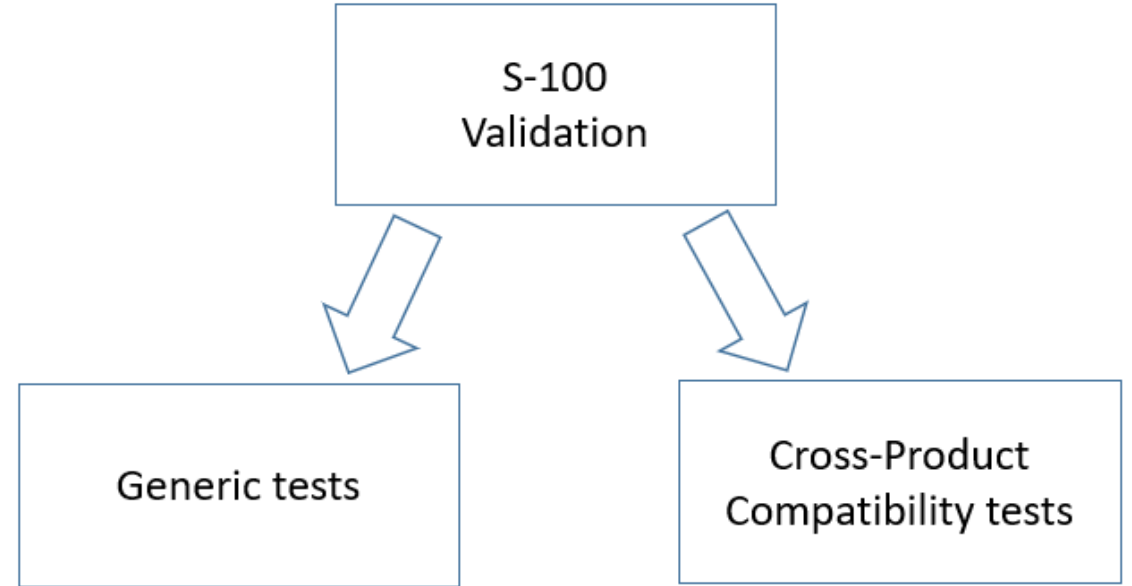 S-100
Validation
Generic tests
Cross-Product
Compatibility tests